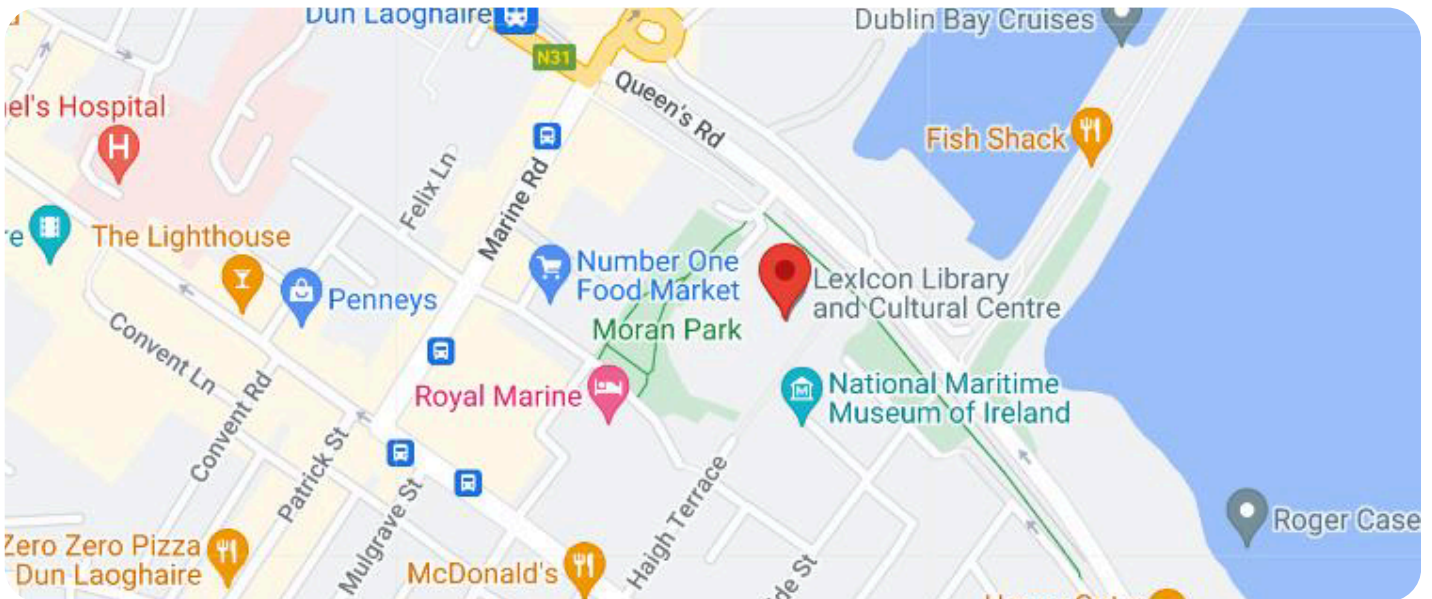 Dun Laoghaire
Dublin Bay Cruises
N31
Queen's Rd
el's Hospital
H
Fish Shack
Felix Ln
Marine Rd
The Lighthouse
Number One
Food Market
LexIcon Library
and Cultural Centre
Penneys
Moran Park
Convent Ln
Royal Marine
National Maritime
Museum of Ireland
Convent Rd
Patrick St
Mulgrave St
Haigh Terrace
Roger Case
Zero Zero Pizza
Dun Laoghaire
McDonald's
de St